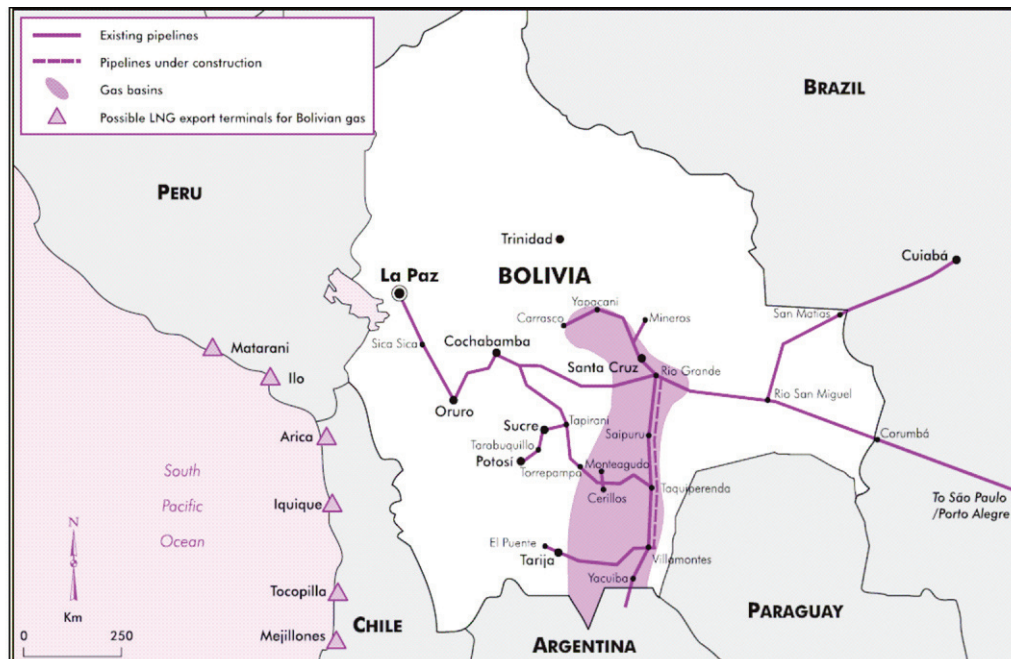 Existing pipelines
Pipelines under construction
Gas basins
Possible LNG export terminals for Bolivian gas
BRAZIL
PERU
Trinidad
BOLIVIA
Cuiabá
La Paz
Yapacani
Carrasco
Mineros
San Matias
Sica Sica
Cochabamba
Matarani
Santa Cruz
Rio Grande
Ilo
Rio San Miguel
Oruro
Arica
Sucre
Tapirani
Saipuru
Corumbá
Tarabuquillo
Potosí
Torrepampa
Monteagudo
South
Pacific
Ocean
Cerillos
Taquiperenda
To São Paulo
/Porto Alegre
Iquique
N
El Puente
Tarija
Villamontes
Yacuiba
Tocopilla
Km
PARAGUAY
CHILE
Mejillones
0 250
ARGENTINA